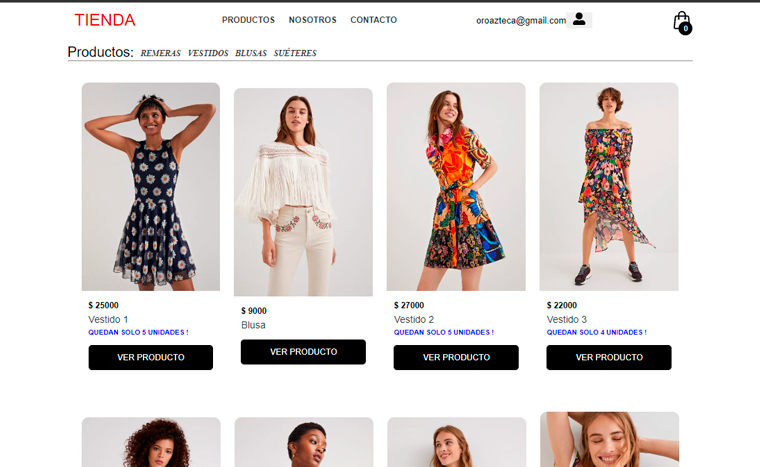 TIENDA PRODUCTOS NOSOTROS CONTACTO oroazteca@gmail.com 0
Productos: REMERAS VESTIDOS BLUSAS SUÉTERES
$ 25000
Vestido 1
QUEDAN SOLO 5 UNIDADES !
VER PRODUCTO
$ 9000
Blusa
VER PRODUCTO
$ 27000
Vestido 2
QUEDAN SOLO 5 UNIDADES !
VER PRODUCTO
$ 22000
Vestido 3
QUEDAN SOLO 4 UNIDADES !
VER PRODUCTO